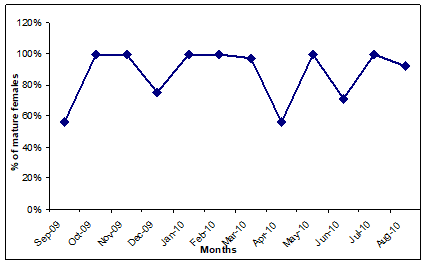 120%
100%
80%
60%
40%
20%
0%
% of mature females
Sep-09
Oct-09
Nov-09
Dec-09
Jan-10
Feb-10
Mar-10
Apr-10
May-10
Jun-10
Jul-10
Aug-10
Months